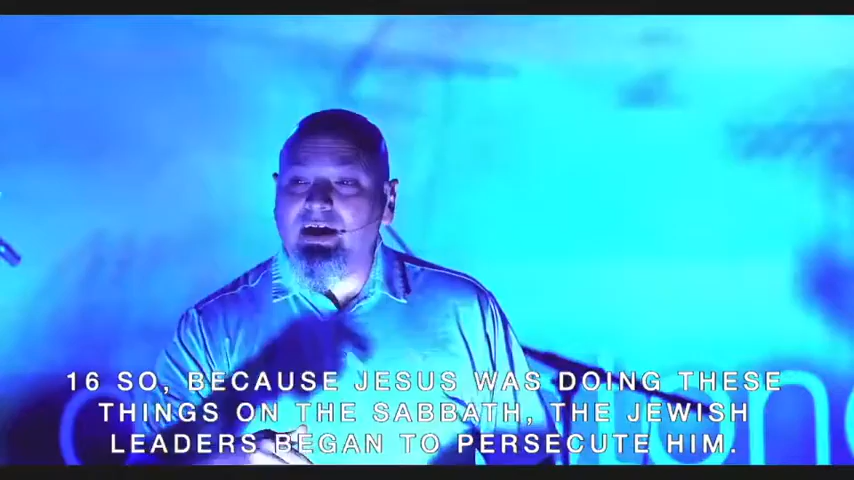 16 SO, BECAUSE JESUS WAS DOING THESE
THINGS ON THE SABBATH, THE JEWISH
LEADERS BEGAN TO PERSECUTE HIM.